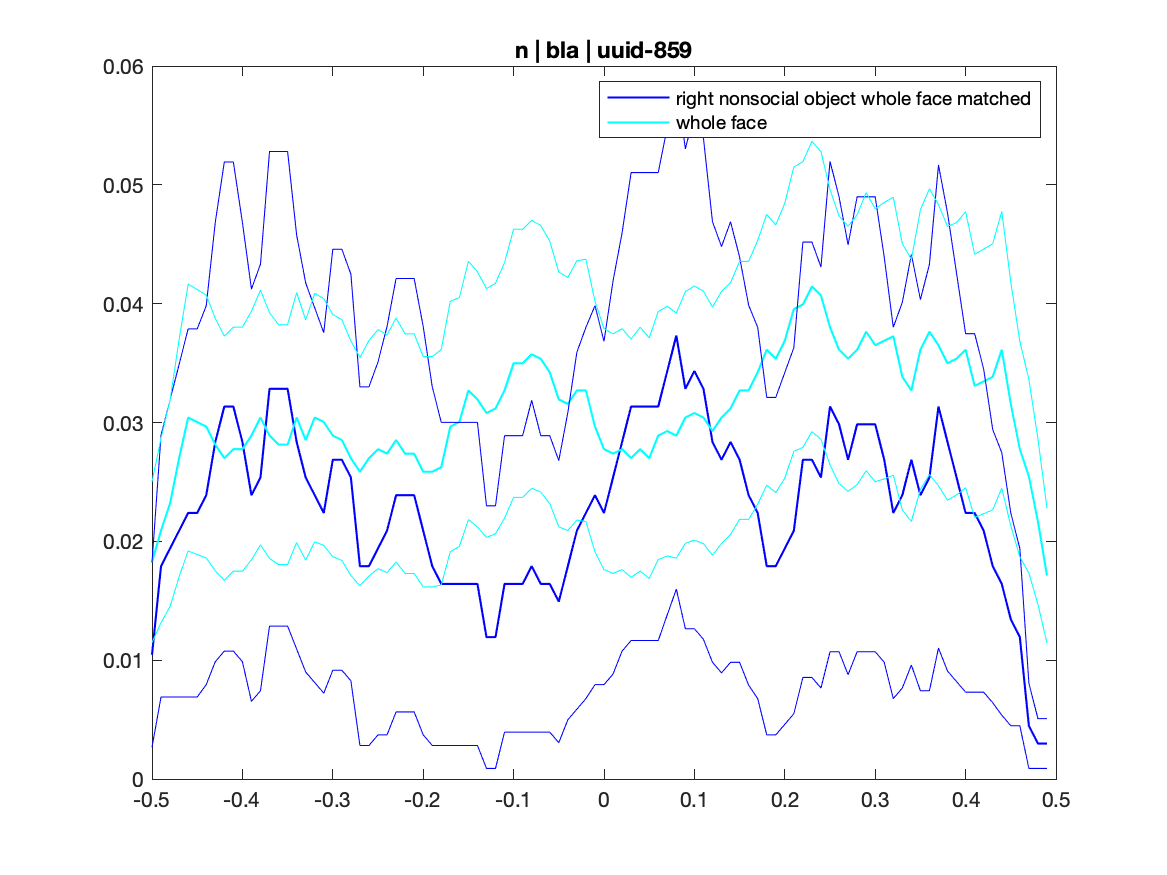 n | bla | uuid-859
right nonsocial object whole face matched
whole face
0.06
0.05
0.04
0.03
0.02
0.01
0
-0.5 -0.4 -0.3 -0.2 -0.1 0 0.1 0.2 0.3 0.4 0.5